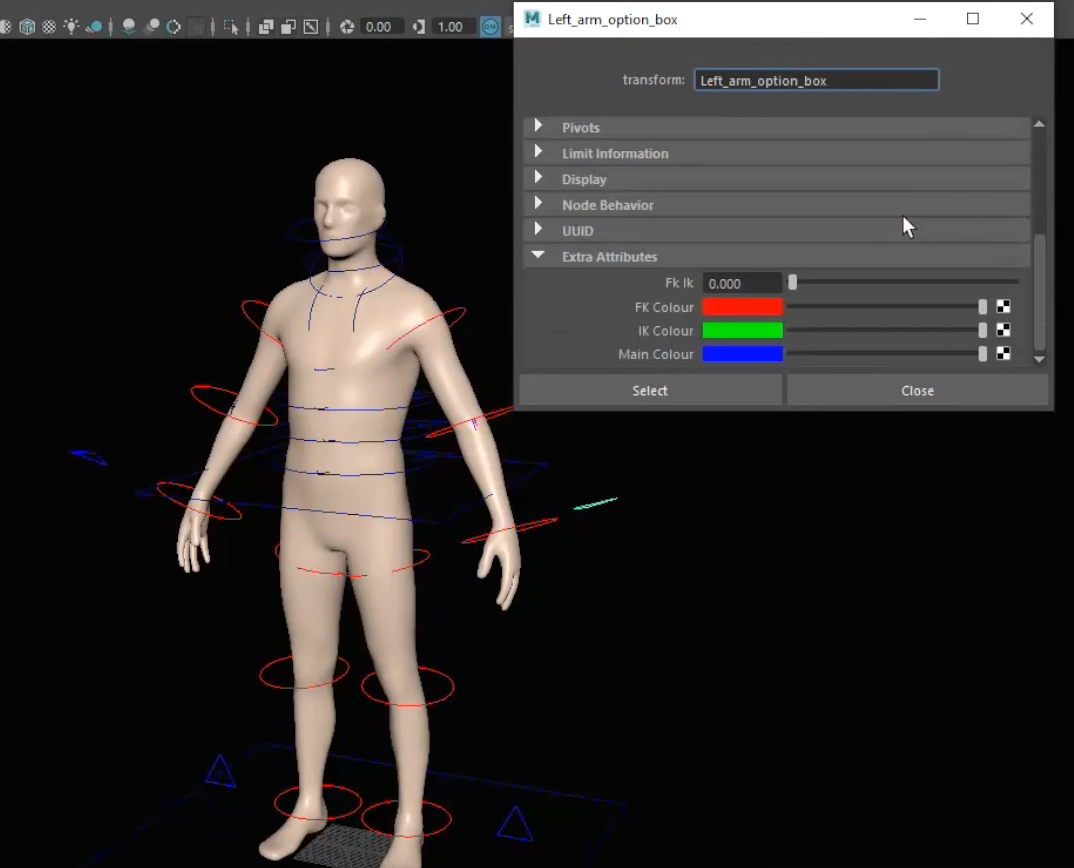 0.00
1.00
Left_arm_option_box
transform: Left_arm_option_box
Pivots
Limit Information
Display
Node Behavior
UUID
Extra Attributes
Fk Ik 0.000
FK Colour
IK Colour
Main Colour
Select Close